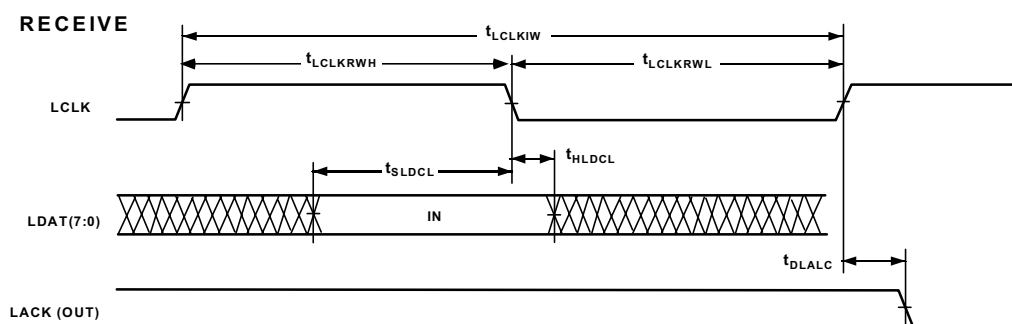 RECEIVE
tLCLKIW
tLCLKRWH
tLCLKRWL
LCLK
tSLDCL
tHLDCL
LDAT(7:0)
IN
tDLALC
LACK (OUT)